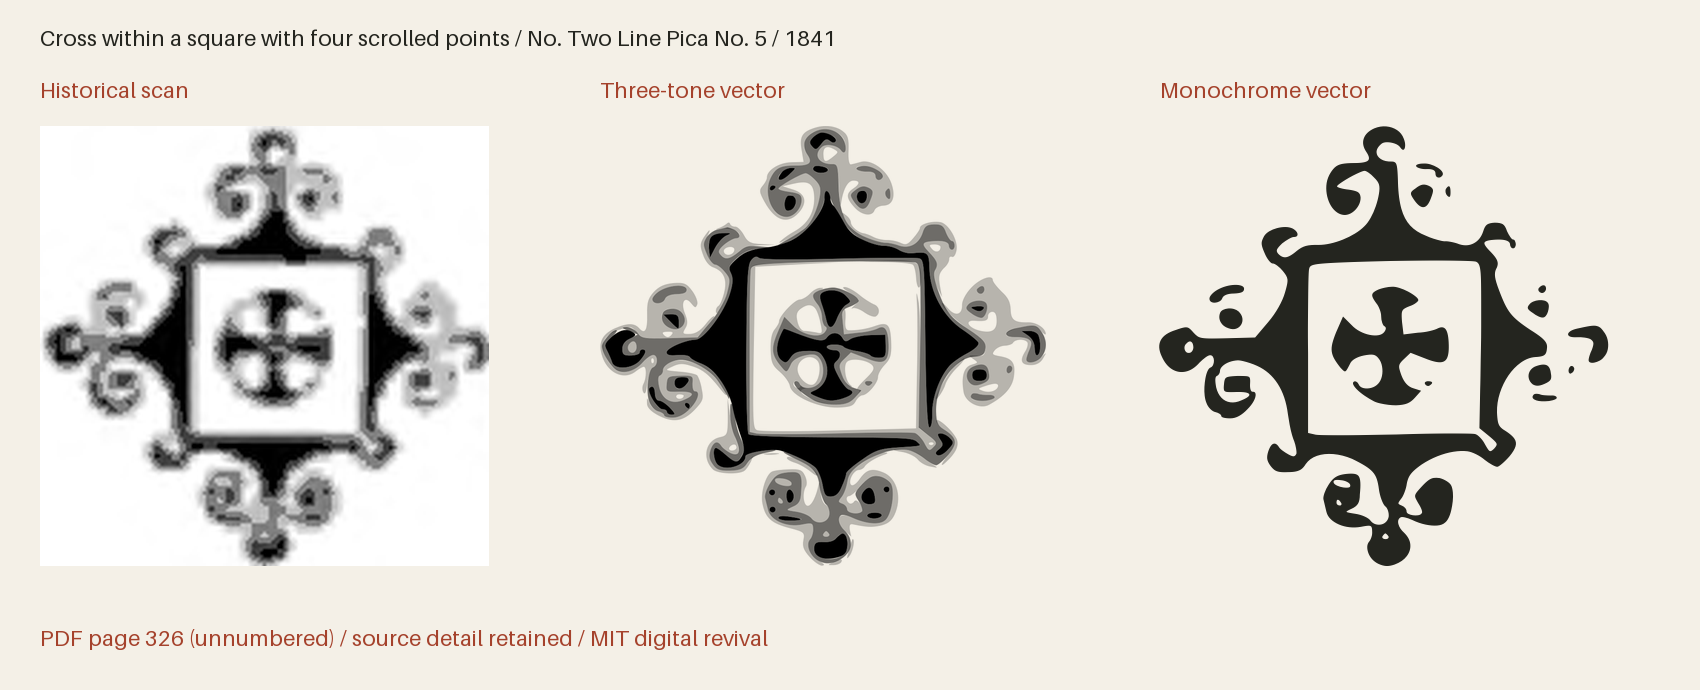 Cross within a square with four scrolled points / No. Two Line Pica No. 5 / 1841
Historical scan
Three-tone vector
Monochrome vector
PDF page 326 (unnumbered) / source detail retained / MIT digital revival